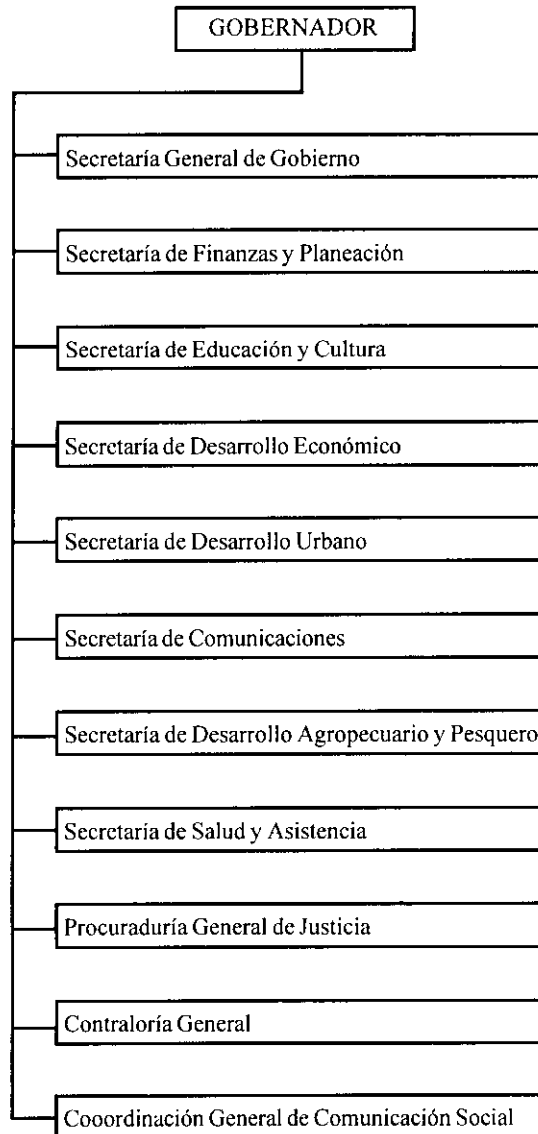 GOBERNADOR
Secretaría General de Gobierno
Secretaría de Finanzas y Planeación
Secretaría de Educación y Cultura
Secretaría de Desarrollo Económico
Secretaría de Desarrollo Urbano
Secretaría de Comunicaciones
Secretaría de Desarrollo Agropecuario y Pesquero
Secretaría de Salud y Asistencia
Procuraduría General de Justicia
Contraloría General
Cooordinación General de Comunicación Social